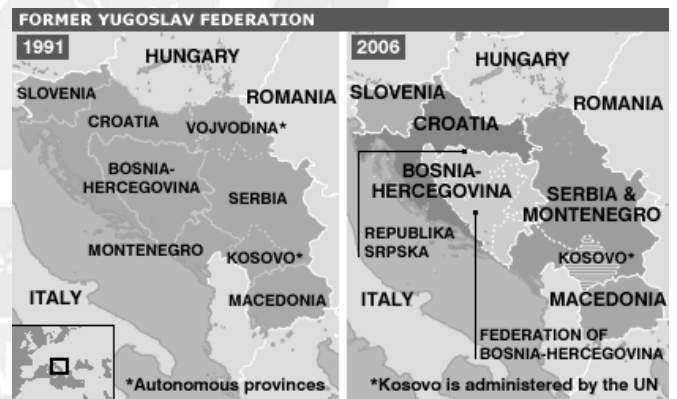 FORMER YUGOSLAV FEDERATION
1991
HUNGARY
SLOVENIA
ROMANIA
CROATIA
VOJVODINA*
BOSNIA-
HERCEGOVINA
SERBIA
MONTENEGRO
KOSOVO*
ITALY
MACEDONIA
*Autonomous provinces
2006
HUNGARY
SLOVENIA
ROMANIA
CROATIA
BOSNIA-
HERCEGOVINA
SERBIA &
MONTENEGRO
REPUBLIKA
SRPSKA
KOSOVO*
ITALY
MACEDONIA
FEDERATION OF
BOSNIA-HERCEGOVINA
*Kosovo is administered by the UN